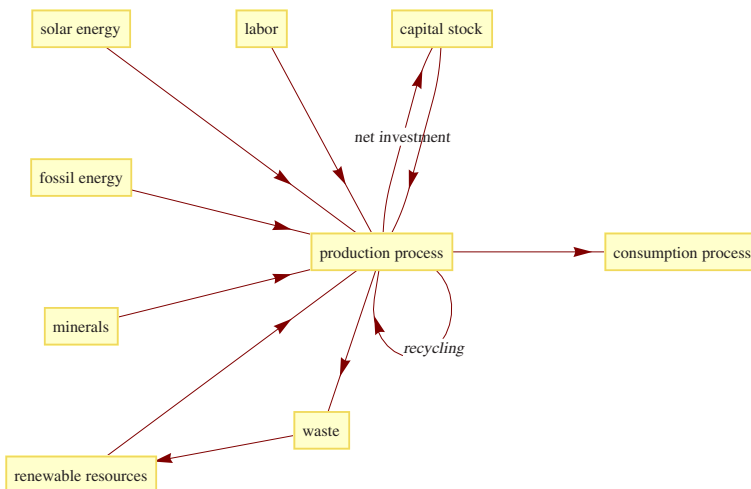 solar energy
labor
capital stock
net investment
fossil energy
production process
consumption process
minerals
recycling
waste
renewable resources